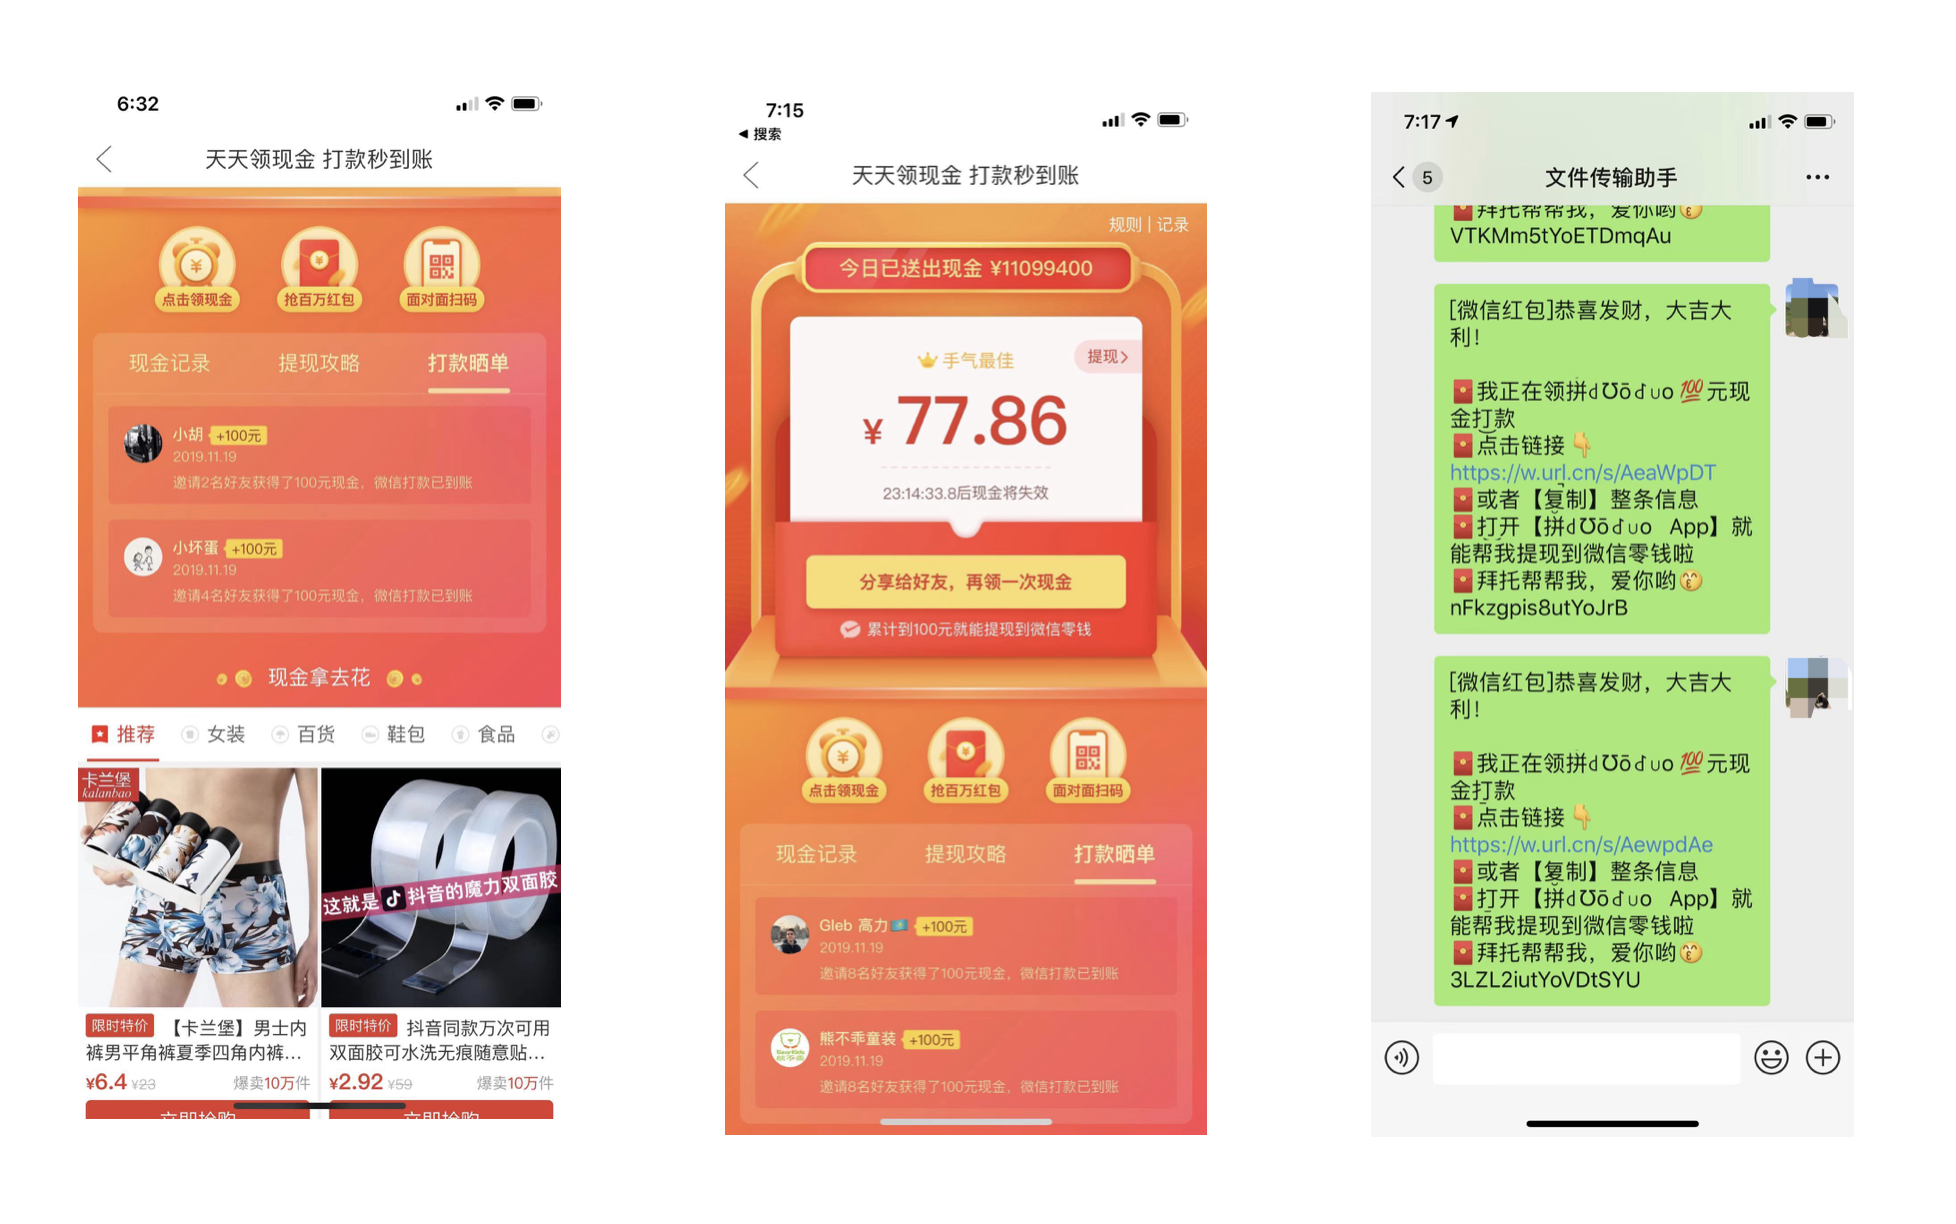 6:32
天天领现金 打款秒到账
点击领现金
抢百万红包
面对面扫码
现金记录
提现攻略
打款晒单
小胡 +100元
2019.11.19
邀请2名好友获得了100元现金，微信打款已到账
小坏蛋 +100元
2019.11.19
邀请4名好友获得了100元现金，微信打款已到账
现金拿去花
推荐
女装
百货
鞋包
食品
卡兰堡
kalanbao
这就是 抖音的魔力双面胶
限时特价 【卡兰堡】男士内
裤男平角裤夏季四角内裤...
¥6.4 ¥23 爆卖10万件
立即抢购
限时特价 抖音同款万次可用
双面胶可水洗无痕随意贴...
¥2.92 ¥59 爆卖10万件
立即抢购
7:15
◀ 搜索
天天领现金 打款秒到账
规则 | 记录
今日已送出现金 ¥11099400
手气最佳
提现>
¥ 77.86
23:14:33.8后现金将失效
分享给好友，再领一次现金
累计到100元就能提现到微信零钱
点击领现金
抢百万红包
面对面扫码
现金记录
提现攻略
打款晒单
Gleb 高力🇰🇿 +100元
2019.11.19
邀请8名好友获得了100元现金，微信打款已到账
熊不乖童装 +100元
2019.11.19
邀请8名好友获得了100元现金，微信打款已到账
7:17
5
文件传输助手
🧧拜托帮帮我，爱你哟😙
VTKMm5tYoETDmqAu
[微信红包]恭喜发财，大吉大
利！
🧧我正在领拼ԁƱōժՍo 💯元现
金打款
🧧点击链接👇
https://w.url.cn/s/AeaWpDT
🧧或者【复制】整条信息
🧧打开【拼ԁƱōժՍo App】就
能帮我提现到微信零钱啦
🧧拜托帮帮我，爱你哟😙
nFkzgpis8utYoJrB
[微信红包]恭喜发财，大吉大
利！
🧧我正在领拼ԁƱōժՍo 💯元现
金打款
🧧点击链接👇
https://w.url.cn/s/AewpdAe
🧧或者【复制】整条信息
🧧打开【拼ԁƱōժՍo App】就
能帮我提现到微信零钱啦
🧧拜托帮帮我，爱你哟😙
3LZL2iutYoVDtSYU